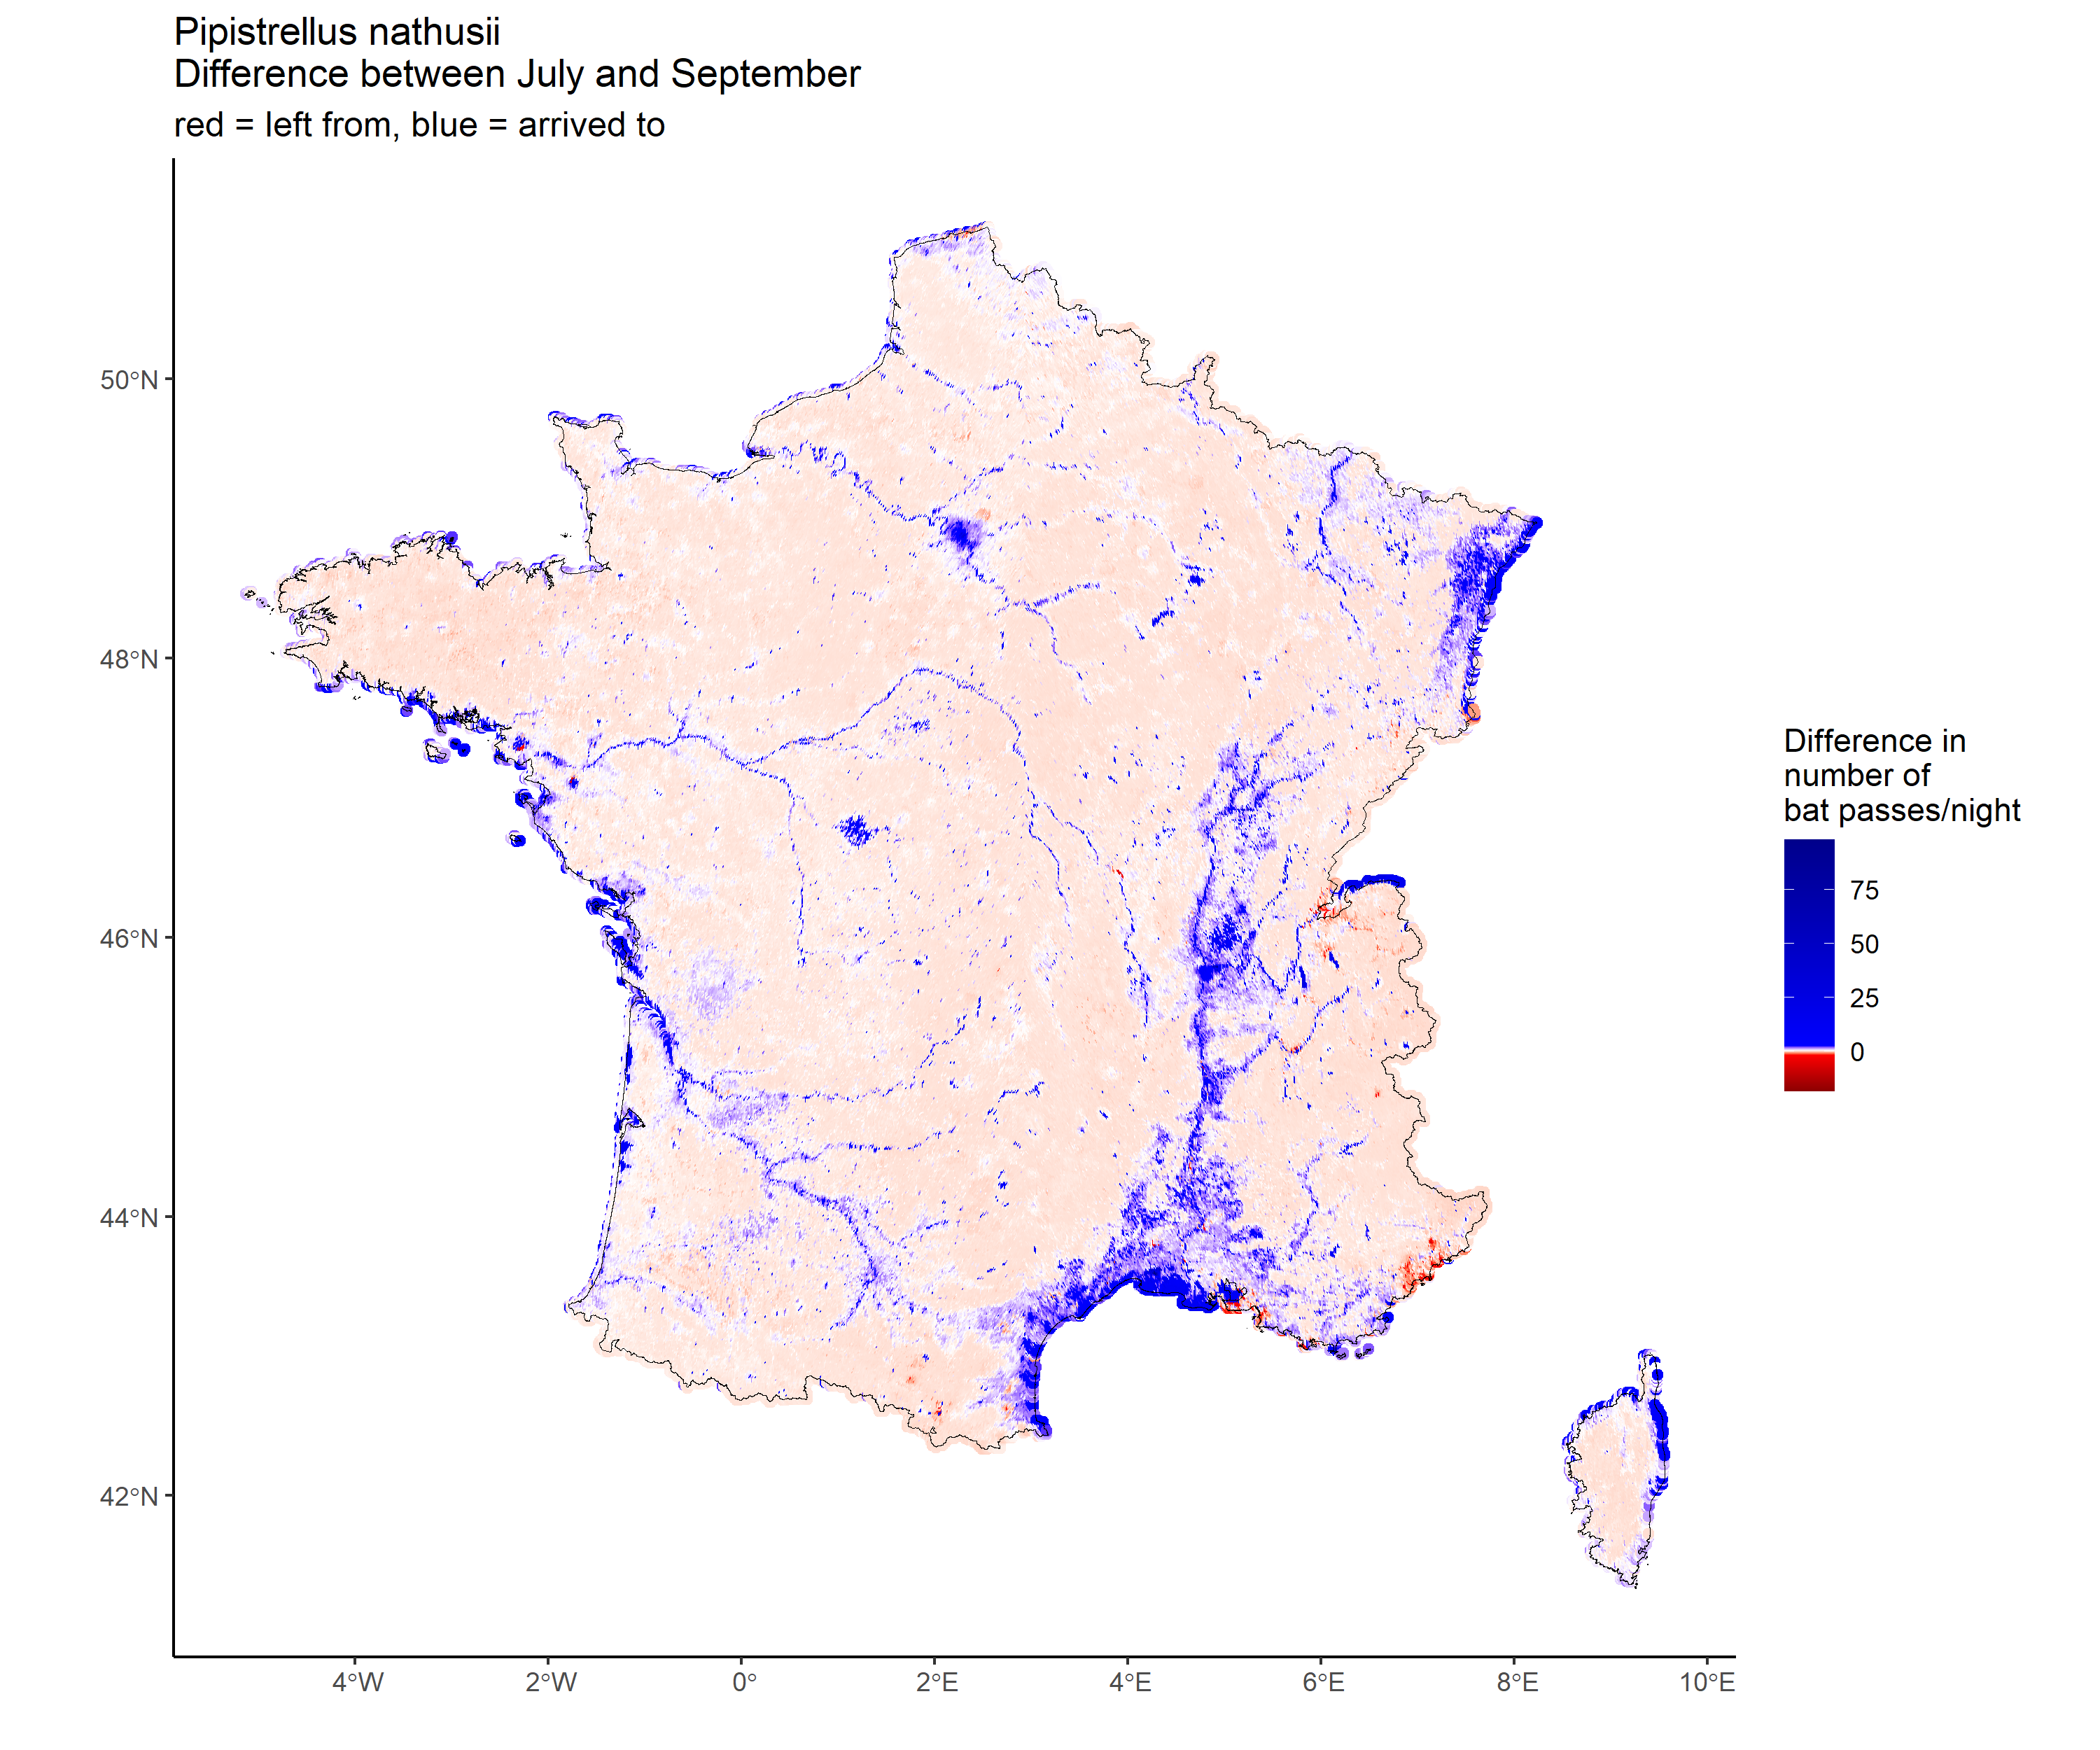 Pipistrellus nathusii
Difference between July and September
red = left from, blue = arrived to
50°N
48°N
46°N
44°N
42°N
4°W
2°W
0°
2°E
4°E
6°E
8°E
10°E
Difference in
number of
bat passes/night
75
50
25
0